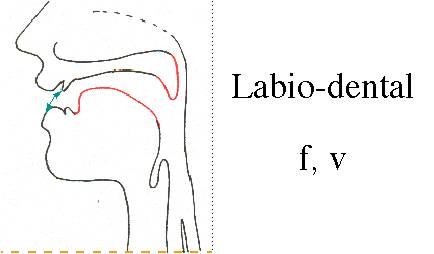 Labio-dental
f, v